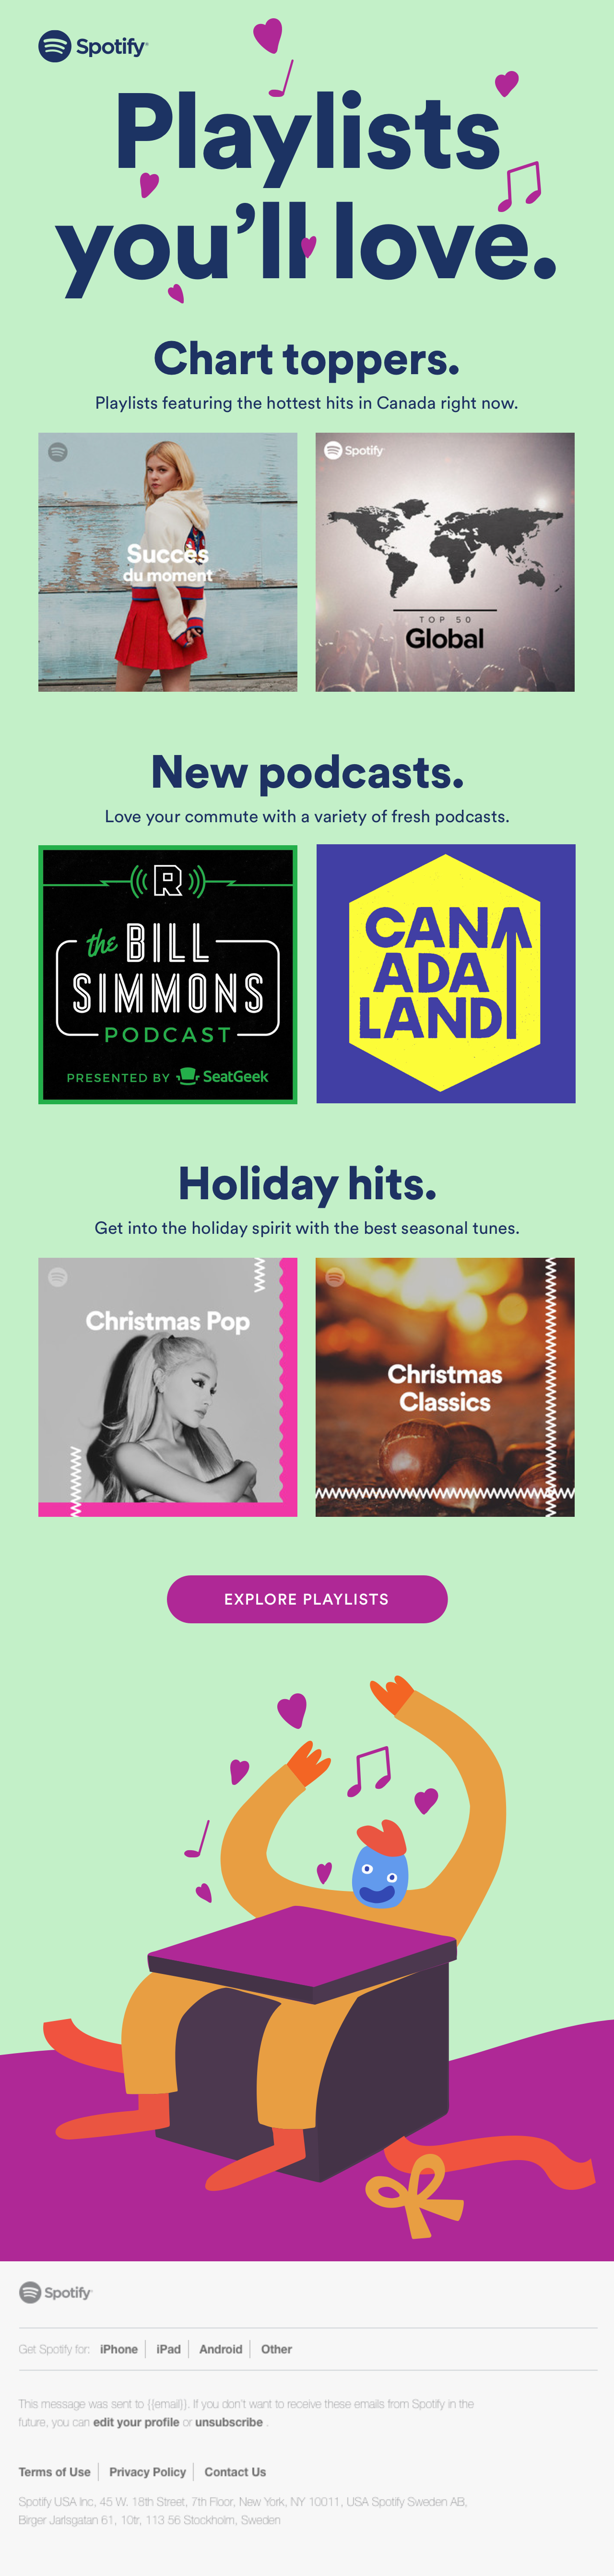 Spotify®
Playlists
you'll love.
Chart toppers.
Playlists featuring the hottest hits in Canada right now.
Succès
du moment
Spotify
TOP 50
Global
New podcasts.
Love your commute with a variety of fresh podcasts.
R
the BILL
SIMMONS
PODCAST
PRESENTED BY SeatGeek
CANA
ADA
LAND
Holiday hits.
Get into the holiday spirit with the best seasonal tunes.
Christmas Pop
Christmas
Classics
EXPLORE PLAYLISTS
Spotify
Get Spotify for: iPhone | iPad | Android | Other
This message was sent to {{email}}. If you don't want to receive these emails from Spotify in the
future, you can edit your profile or unsubscribe .
Terms of Use | Privacy Policy | Contact Us
Spotify USA Inc, 45 W. 18th Street, 7th Floor, New York, NY 10011, USA Spotify Sweden AB,
Birger Jarlsgatan 61, 10tr, 113 56 Stockholm, Sweden